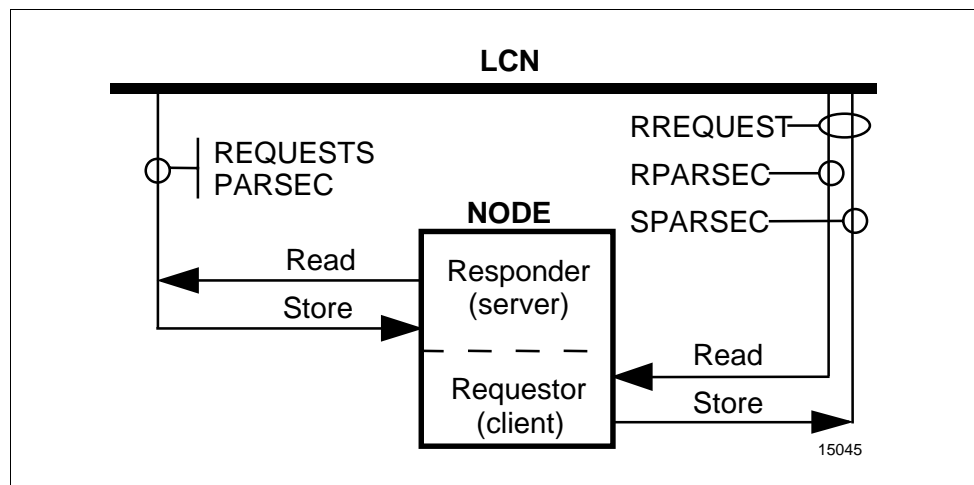 LCN
REQUESTS
PARSEC
RREQUEST
RPARSEC
SPARSEC
NODE
Read
Store
Responder
(server)
Requestor
(client)
Read
Store
15045